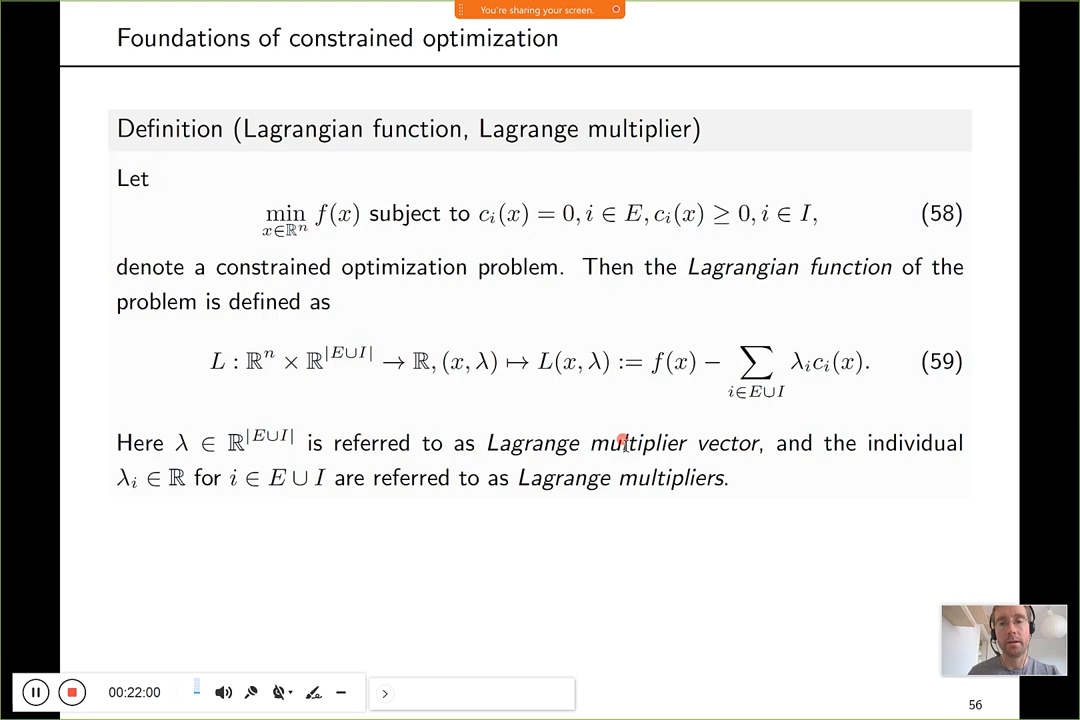 You're sharing your screen.
Foundations of constrained optimization
Definition (Lagrangian function, Lagrange multiplier)
Let
min f(x) subject to cᵢ(x) = 0, i ∈ E, cᵢ(x) ≥ 0, i ∈ I, (58)
x∈ℝⁿ
denote a constrained optimization problem. Then the Lagrangian function of the
problem is defined as
L : ℝⁿ × ℝ^|E∪I| → ℝ, (x, λ) ↦ L(x, λ) := f(x) − ∑ λᵢcᵢ(x). (59)
i∈E∪I
Here λ ∈ ℝ^|E∪I| is referred to as Lagrange multiplier vector, and the individual
λᵢ ∈ ℝ for i ∈ E ∪ I are referred to as Lagrange multipliers.
00:22:00
56